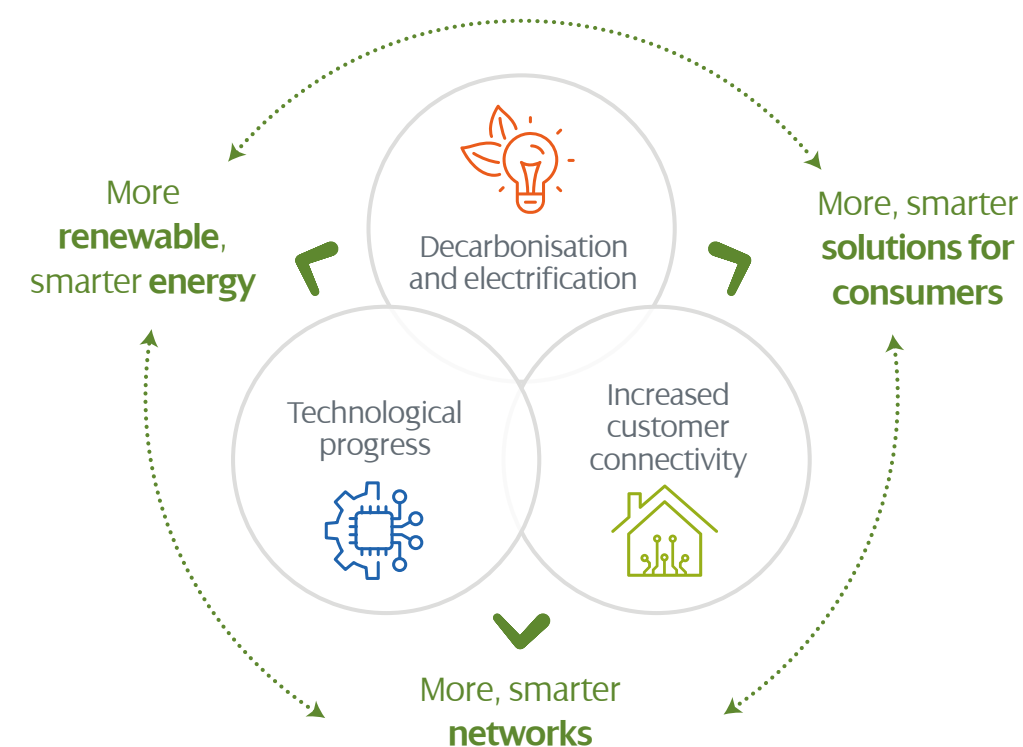 Decarbonisation
and electrification
More
renewable,
smarter energy
More, smarter
solutions for
consumers
Technological
progress
Increased
customer
connectivity
More, smarter
networks